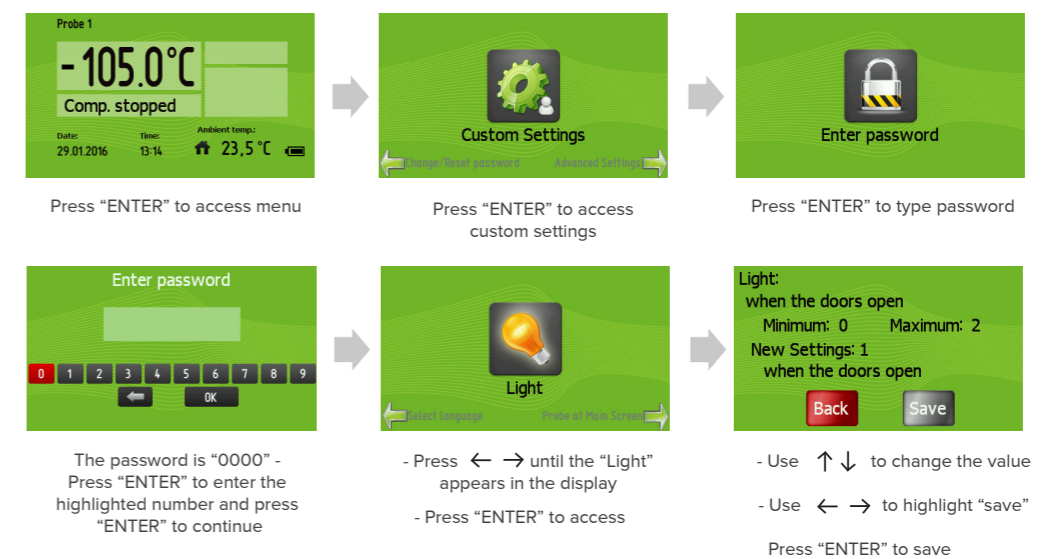 Probe 1
-105.0°C
Comp. stopped
Date: Time: Ambient temp.:
29.01.2016 13:14 23,5°C
Press “ENTER” to access menu
Custom Settings
Change/Reset password Advanced Settings
Press “ENTER” to access
custom settings
Enter password
Press “ENTER” to type password
Enter password
0 1 2 3 4 5 6 7 8 9
OK
The password is “0000” -
Press “ENTER” to enter the
highlighted number and press
“ENTER” to continue
Light
Select language Probe at Main Screen
- Press ← → until the “Light”
appears in the display
- Press “ENTER” to access
Light:
when the doors open
Minimum: 0 Maximum: 2
New Settings: 1
when the doors open
Back Save
- Use ↑ ↓ to change the value
- Use ← → to highlight “save”
Press “ENTER” to save